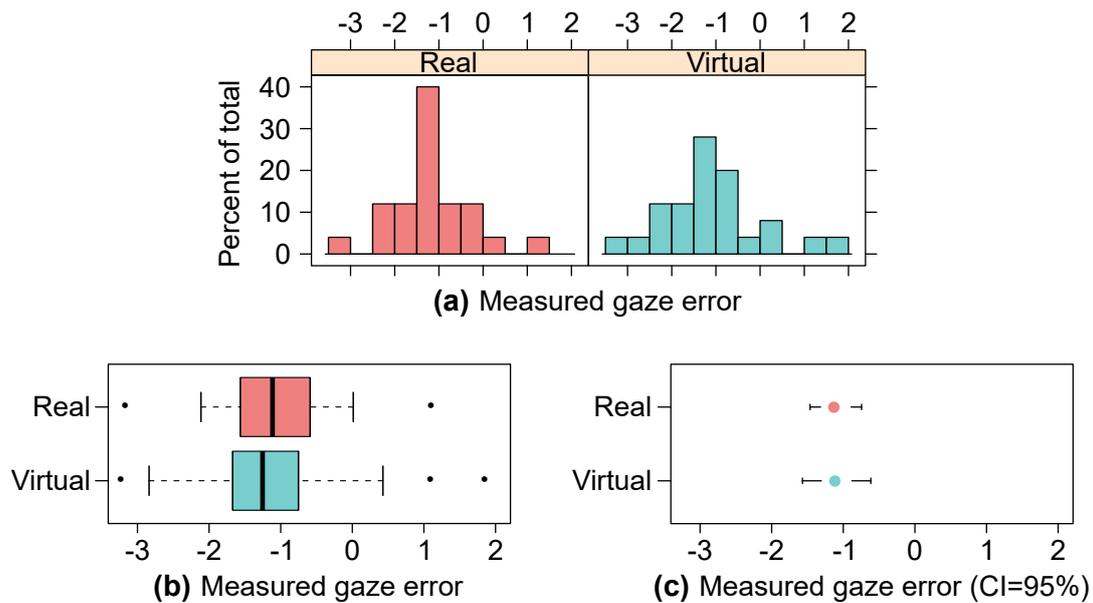 -3 -2 -1 0 1 2 -3 -2 -1 0 1 2
Real Virtual
Percent of total
40
30
20
10
0
(a) Measured gaze error
Real
Virtual
-3 -2 -1 0 1 2
(b) Measured gaze error
Real
Virtual
-3 -2 -1 0 1 2
(c) Measured gaze error (CI=95%)